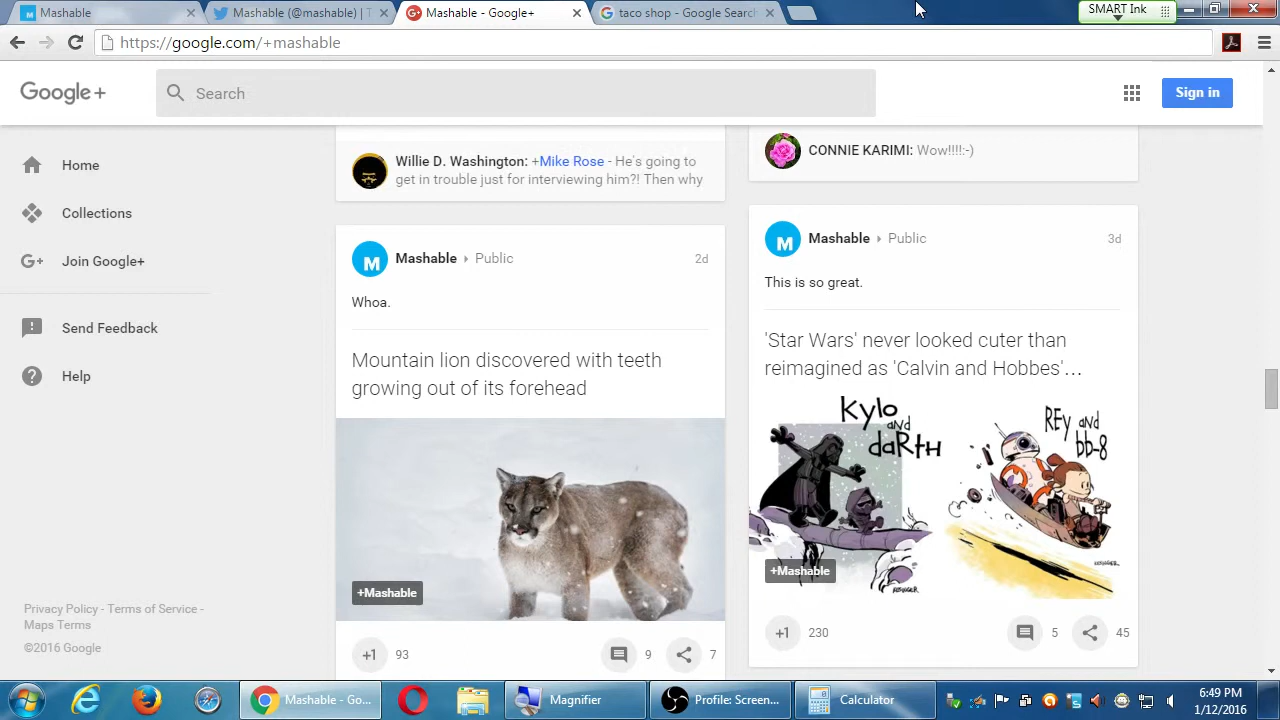 Mashable
Mashable (@mashable) | T
Mashable - Google+
taco shop - Google Search
SMART Ink
https://google.com/+mashable
Google+
Search
Sign in
Home
Collections
Join Google+
Send Feedback
Help
Privacy Policy - Terms of Service -
Maps Terms
©2016 Google
Willie D. Washington: +Mike Rose - He's going to
get in trouble just for interviewing him?! Then why
Mashable Public
2d
Whoa.
Mountain lion discovered with teeth
growing out of its forehead
+Mashable
+1 93
9
7
CONNIE KARIMI: Wow!!!!:-)
Mashable Public
3d
This is so great.
'Star Wars' never looked cuter than
reimagined as 'Calvin and Hobbes'...
Kylo
and
daRth
REy and
bb-8
+Mashable
+1 230
5
45
Mashable - Go...
Magnifier
Profile: Screen...
Calculator
6:49 PM
1/12/2016